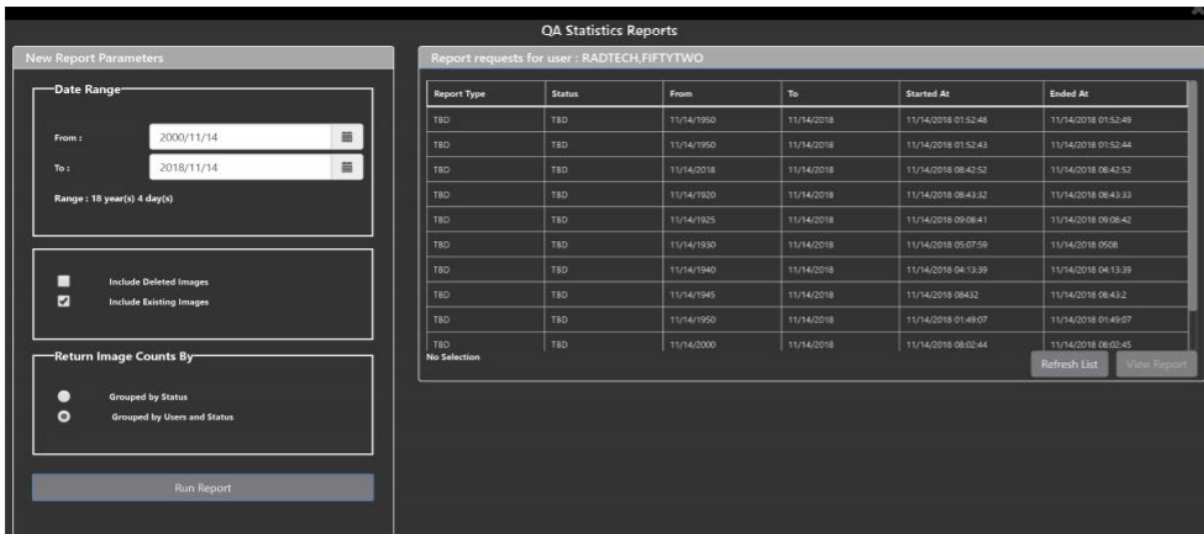 QA Statistics Reports
New Report Parameters
Date Range
From :
2000/11/14
To :
2018/11/14
Range : 18 year(s) 4 day(s)
Include Deleted Images
Include Existing Images
Return Image Counts By
Grouped by Status
Grouped by Users and Status
Run Report
Report requests for user : RADTECH,FIFTYTWO
Report Type Status From To Started At Ended At
TBD TBD 11/14/1950 11/14/2018 11/14/2018 01:52:48 11/14/2018 01:52:49
TBD TBD 11/14/1950 11/14/2018 11/14/2018 01:52:43 11/14/2018 01:52:44
TBD TBD 11/14/2018 11/14/2018 11/14/2018 08:42:52 11/14/2018 08:42:52
TBD TBD 11/14/1920 11/14/2018 11/14/2018 08:43:32 11/14/2018 08:43:33
TBD TBD 11/14/1925 11/14/2018 11/14/2018 09:08:41 11/14/2018 09:08:42
TBD TBD 11/14/1930 11/14/2018 11/14/2018 05:07:59 11/14/2018 0508
TBD TBD 11/14/1940 11/14/2018 11/14/2018 04:13:39 11/14/2018 04:13:39
TBD TBD 11/14/1945 11/14/2018 11/14/2018 08432 11/14/2018 08:43:2
TBD TBD 11/14/1950 11/14/2018 11/14/2018 01:49:07 11/14/2018 01:49:07
TBD TBD 11/14/2000 11/14/2018 11/14/2018 08:02:44 11/14/2018 08:02:45
No Selection
Refresh List View Report